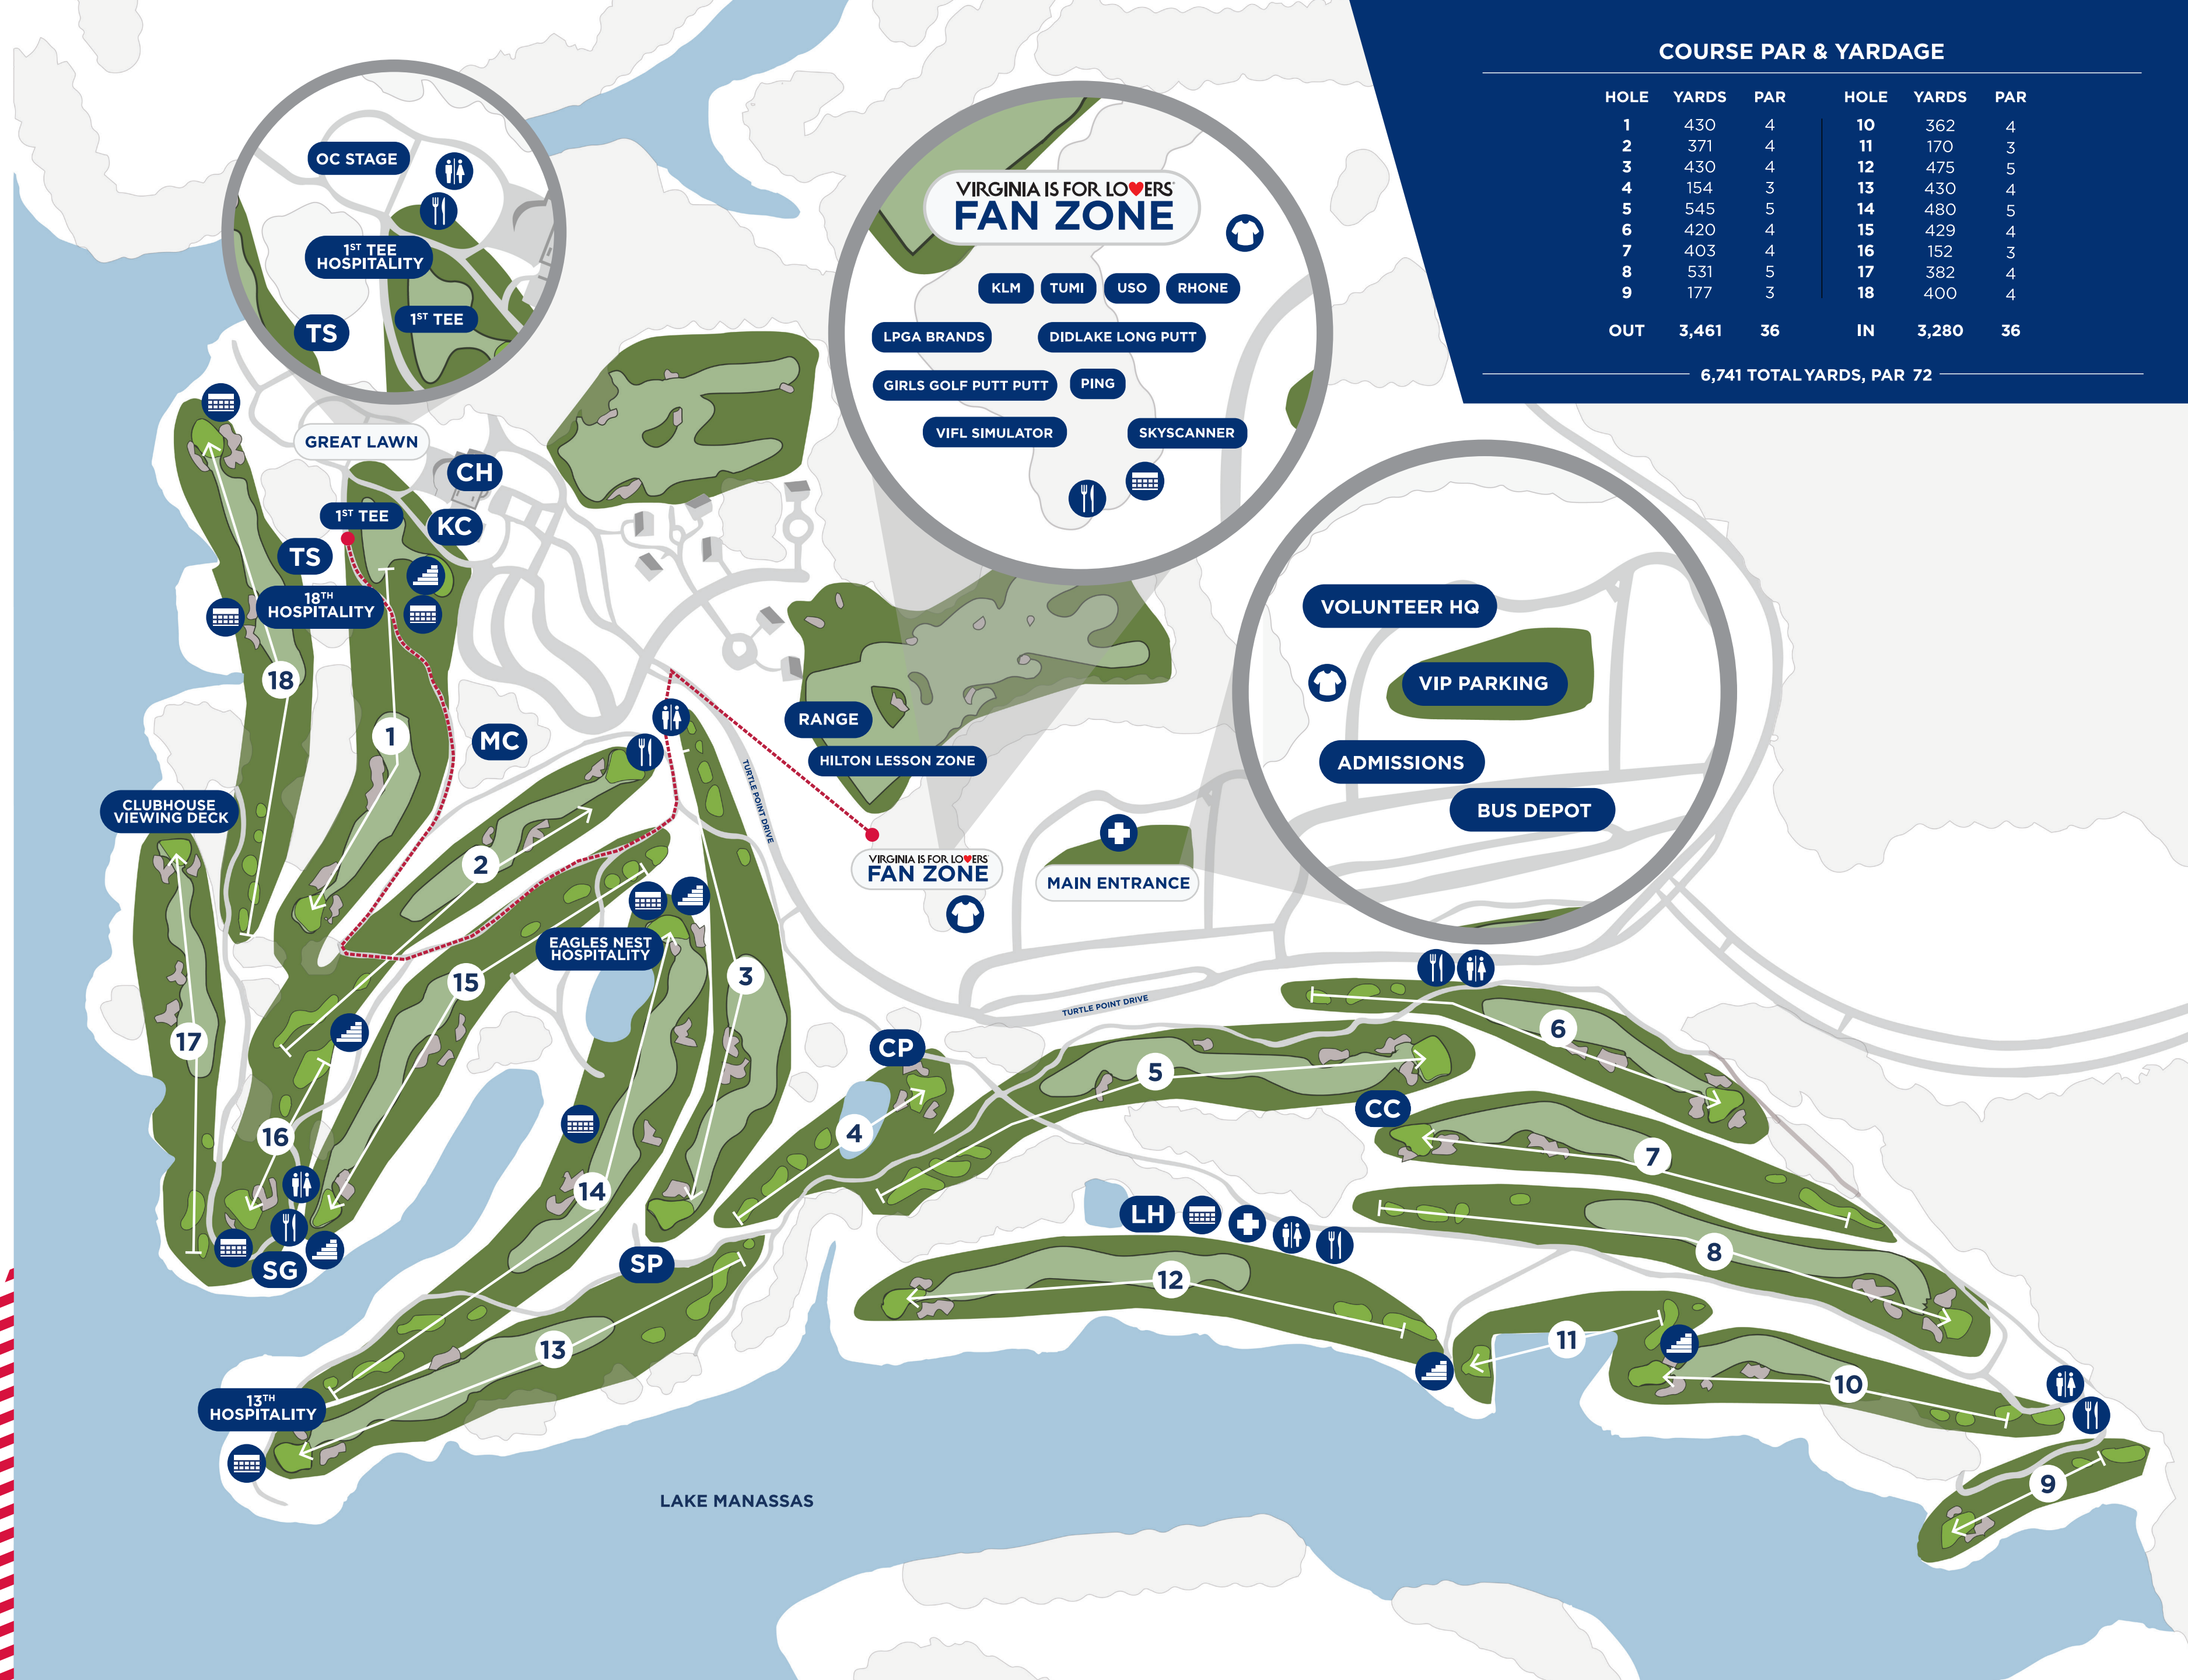 COURSE PAR & YARDAGE
HOLE YARDS PAR HOLE YARDS PAR
1 430 4 10 362 4
2 371 4 11 170 3
3 430 4 12 475 5
4 154 3 13 430 4
5 545 5 14 480 5
6 420 4 15 429 4
7 403 4 16 152 3
8 531 5 17 382 4
9 177 3 18 400 4
OUT 3,461 36 IN 3,280 36
6,741 TOTAL YARDS, PAR 72
OC STAGE
1ST TEE
HOSPITALITY
1ST TEE
TS
VIRGINIA IS FOR LO♥ERS
FAN ZONE
KLM
TUMI
USO
RHONE
LPGA BRANDS
DIDLAKE LONG PUTT
GIRLS GOLF PUTT PUTT
PING
VIFL SIMULATOR
SKYSCANNER
VOLUNTEER HQ
VIP PARKING
ADMISSIONS
BUS DEPOT
GREAT LAWN
CH
1ST TEE
KC
TS
18TH
HOSPITALITY
18
1
MC
RANGE
HILTON LESSON ZONE
TURTLE POINT DRIVE
CLUBHOUSE
VIEWING DECK
2
VIRGINIA IS FOR LO♥ERS
FAN ZONE
MAIN ENTRANCE
EAGLES NEST
HOSPITALITY
15
3
TURTLE POINT DRIVE
17
6
CP
5
CC
16
4
7
14
LH
SG
SP
8
12
13
11
10
13TH
HOSPITALITY
9
LAKE MANASSAS